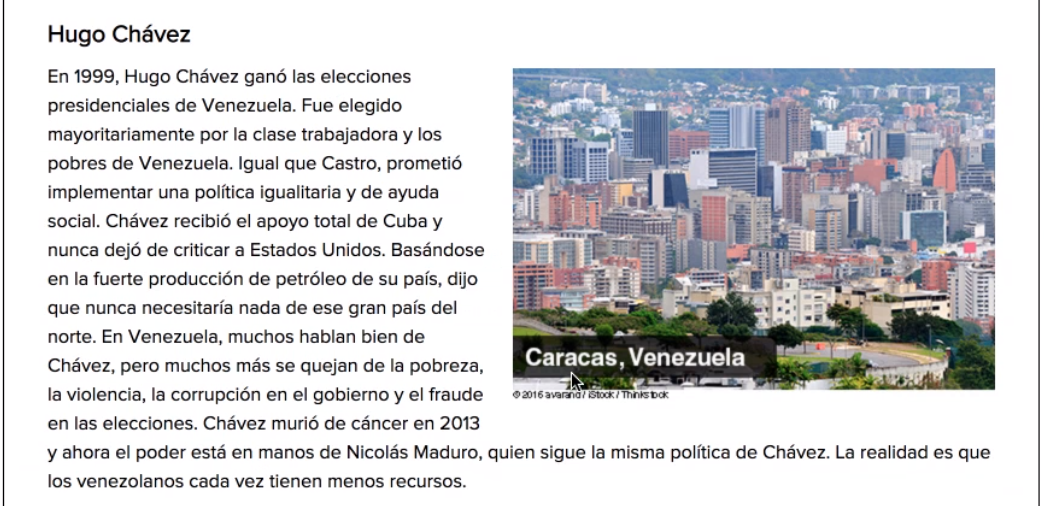 Hugo Chávez
En 1999, Hugo Chávez ganó las elecciones
presidenciales de Venezuela. Fue elegido
mayoritariamente por la clase trabajadora y los
pobres de Venezuela. Igual que Castro, prometió
implementar una política igualitaria y de ayuda
social. Chávez recibió el apoyo total de Cuba y
nunca dejó de criticar a Estados Unidos. Basándose
en la fuerte producción de petróleo de su país, dijo
que nunca necesitaría nada de ese gran país del
norte. En Venezuela, muchos hablan bien de
Chávez, pero muchos más se quejan de la pobreza,
la violencia, la corrupción en el gobierno y el fraude
en las elecciones. Chávez murió de cáncer en 2013
y ahora el poder está en manos de Nicolás Maduro, quien sigue la misma política de Chávez. La realidad es que
los venezolanos cada vez tienen menos recursos.
Caracas, Venezuela
© 2016 avarand / iStock / Thinkstock